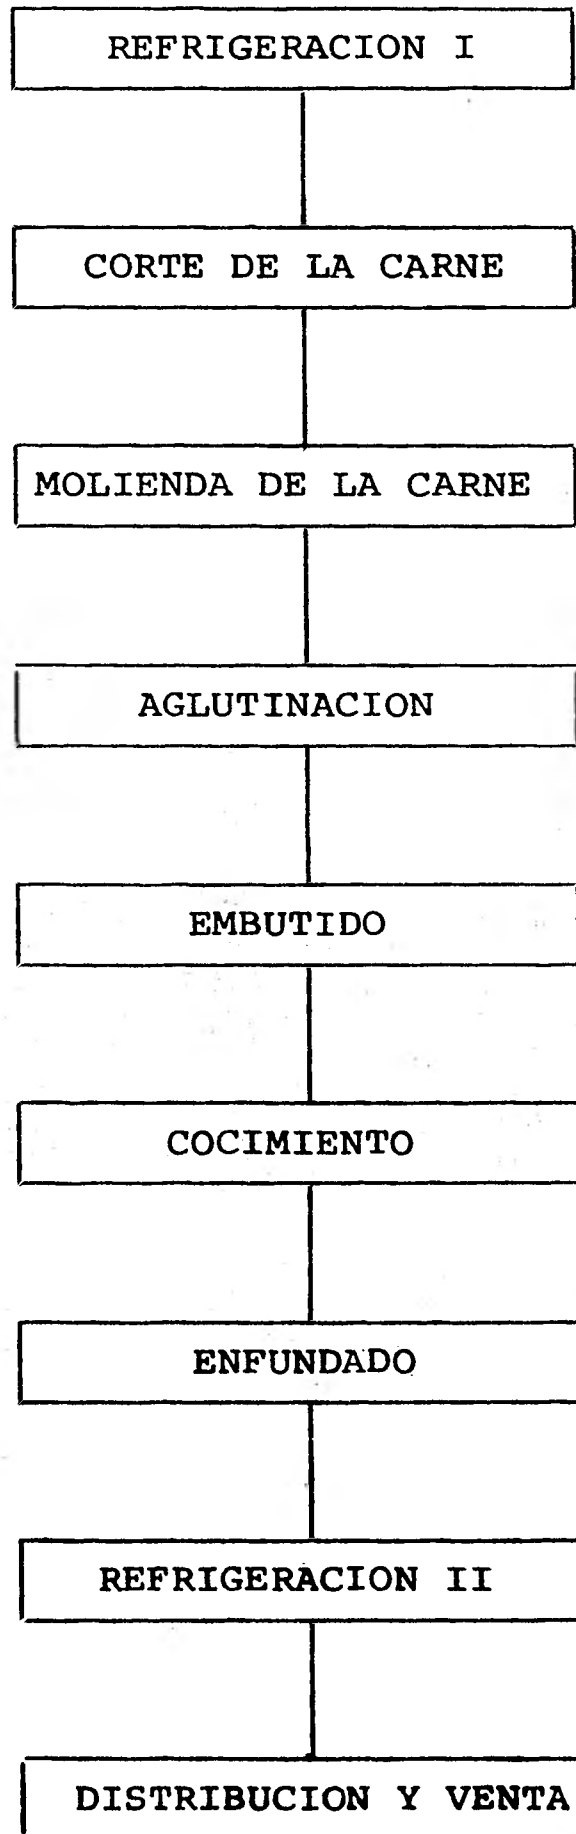 REFRIGERACION I
CORTE DE LA CARNE
MOLIENDA DE LA CARNE
AGLUTINACION
EMBUTIDO
COCIMIENTO
ENFUNDADO
REFRIGERACION II
DISTRIBUCION Y VENTA